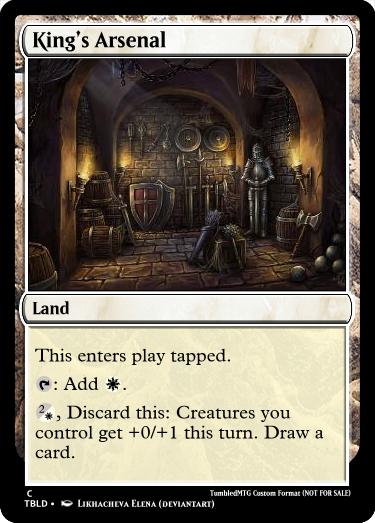 King's Arsenal
Land
This enters play tapped.
: Add .
2, Discard this: Creatures you
control get +0/+1 this turn. Draw a
card.
C
TBLD • Likhacheva Elena (deviantart)
TumbledMTG Custom Format (NOT FOR SALE)